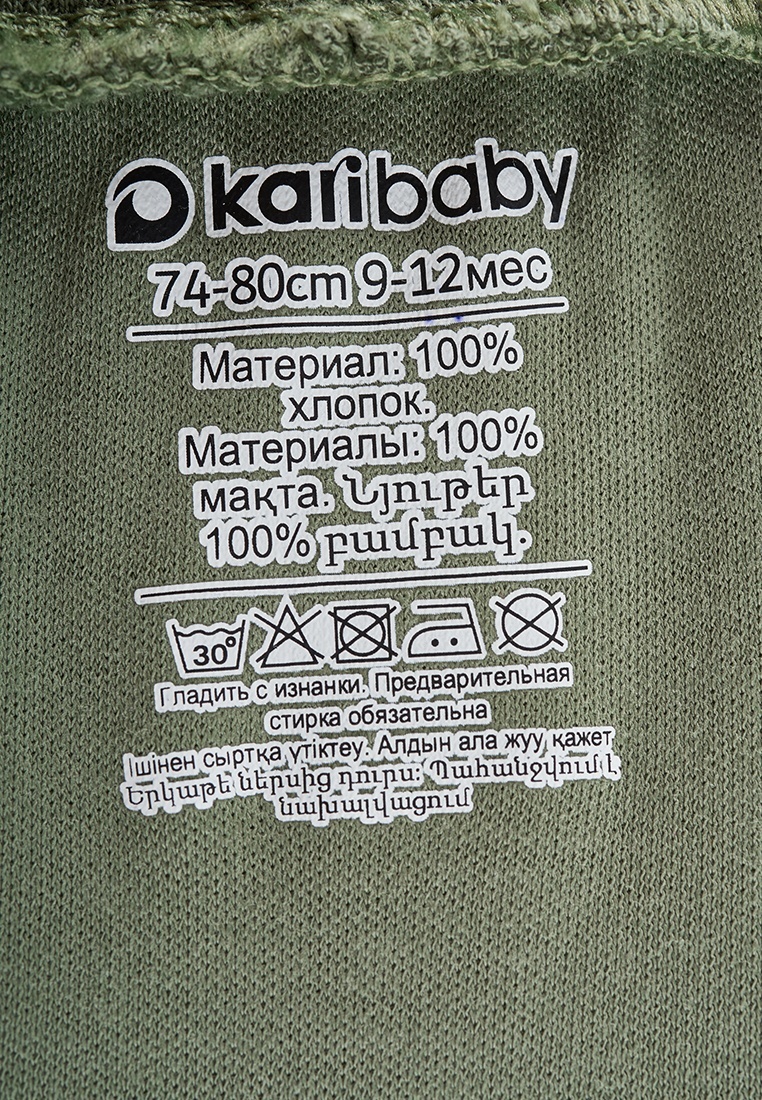 karibaby
74-80cm 9-12мес
Материал: 100%
хлопок.
Материалы: 100%
мақта. Նյութեր
100% բամբակ.
30°
Гладить с изнанки. Предварительная
стирка обязательна
Ішінен сыртқа үтіктеу. Алдын ала жуу қажет
Երկաթե ներսից դուրս: Պահանջվում է
նախալվացում